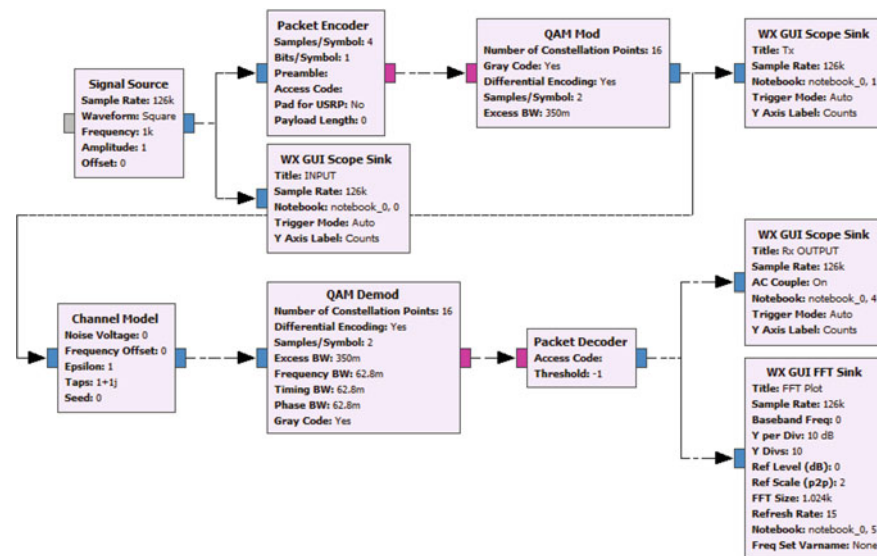 Signal Source
Sample Rate: 126k
Waveform: Square
Frequency: 1k
Amplitude: 1
Offset: 0
Packet Encoder
Samples/Symbol: 4
Bits/Symbol: 1
Preamble:
Access Code:
Pad for USRP: No
Payload Length: 0
QAM Mod
Number of Constellation Points: 16
Gray Code: Yes
Differential Encoding: Yes
Samples/Symbol: 2
Excess BW: 350m
WX GUI Scope Sink
Title: Tx
Sample Rate: 126k
Notebook: notebook_0, 1
Trigger Mode: Auto
Y Axis Label: Counts
WX GUI Scope Sink
Title: INPUT
Sample Rate: 126k
Notebook: notebook_0, 0
Trigger Mode: Auto
Y Axis Label: Counts
Channel Model
Noise Voltage: 0
Frequency Offset: 0
Epsilon: 1
Taps: 1+1j
Seed: 0
QAM Demod
Number of Constellation Points: 16
Differential Encoding: Yes
Samples/Symbol: 2
Excess BW: 350m
Frequency BW: 62.8m
Timing BW: 62.8m
Phase BW: 62.8m
Gray Code: Yes
Packet Decoder
Access Code:
Threshold: -1
WX GUI Scope Sink
Title: Rx OUTPUT
Sample Rate: 126k
AC Couple: On
Notebook: notebook_0, 4
Trigger Mode: Auto
Y Axis Label: Counts
WX GUI FFT Sink
Title: FFT Plot
Sample Rate: 126k
Baseband Freq: 0
Y per Div: 10 dB
Y Divs: 10
Ref Level (dB): 0
Ref Scale (p2p): 2
FFT Size: 1.024k
Refresh Rate: 15
Notebook: notebook_0, 5
Freq Set Varname: None